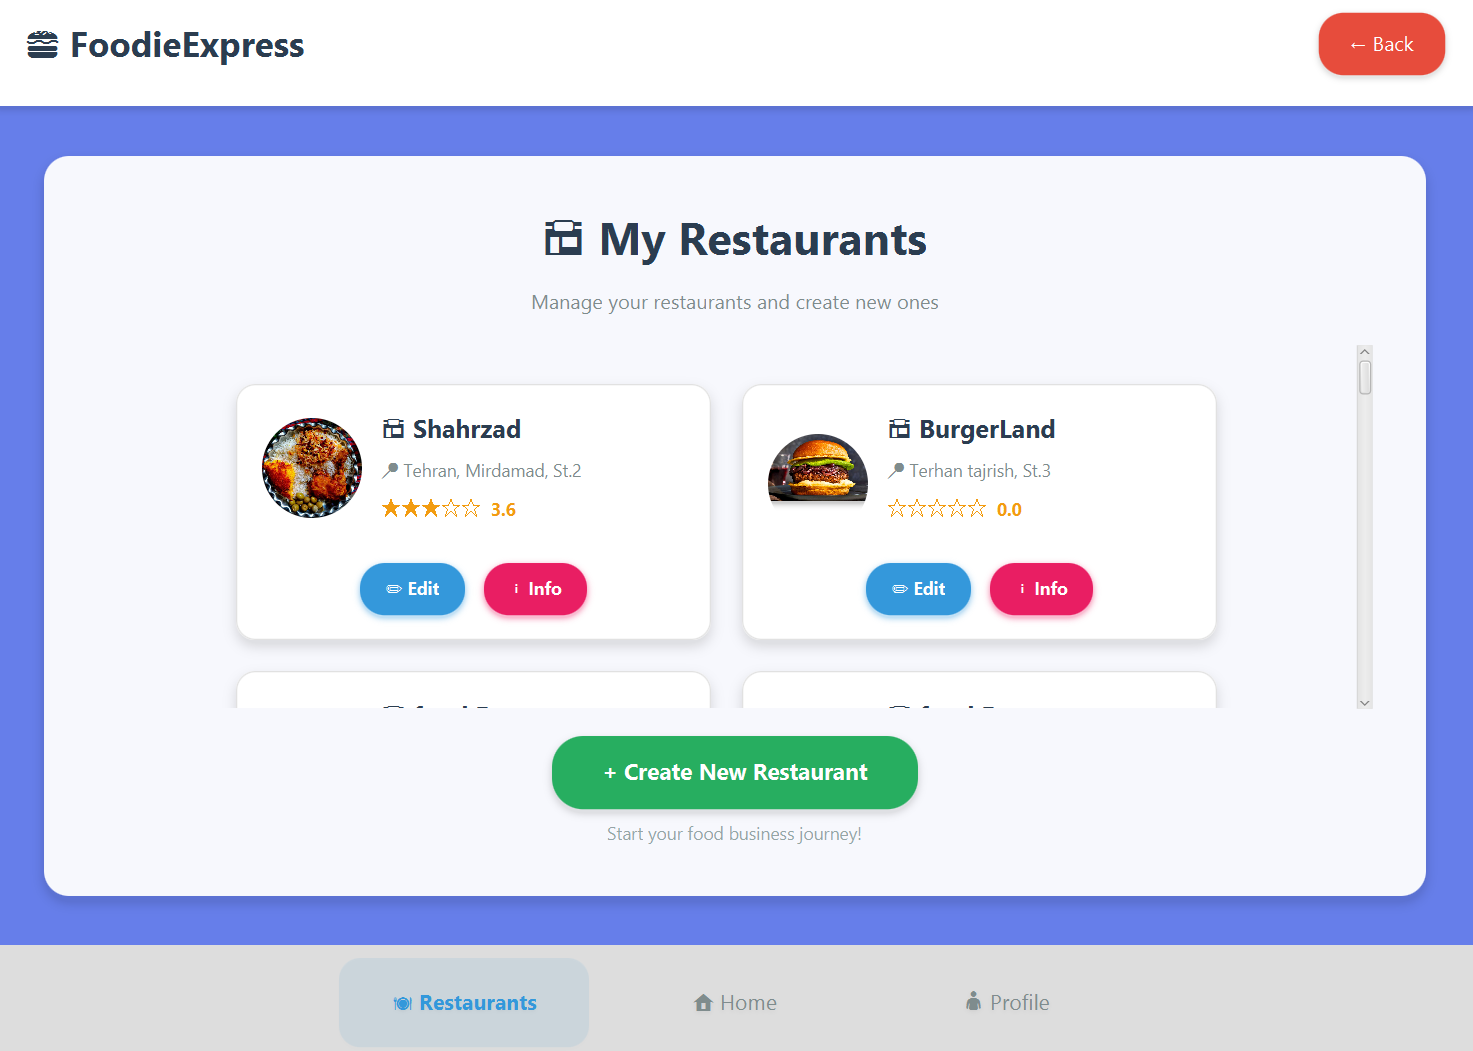 FoodieExpress
← Back
My Restaurants
Manage your restaurants and create new ones
Shahrzad
Tehran, Mirdamad, St.2
★★★☆☆ 3.6
Edit
i Info
BurgerLand
Terhan tajrish, St.3
☆☆☆☆☆ 0.0
Edit
i Info
+ Create New Restaurant
Start your food business journey!
Restaurants
Home
Profile